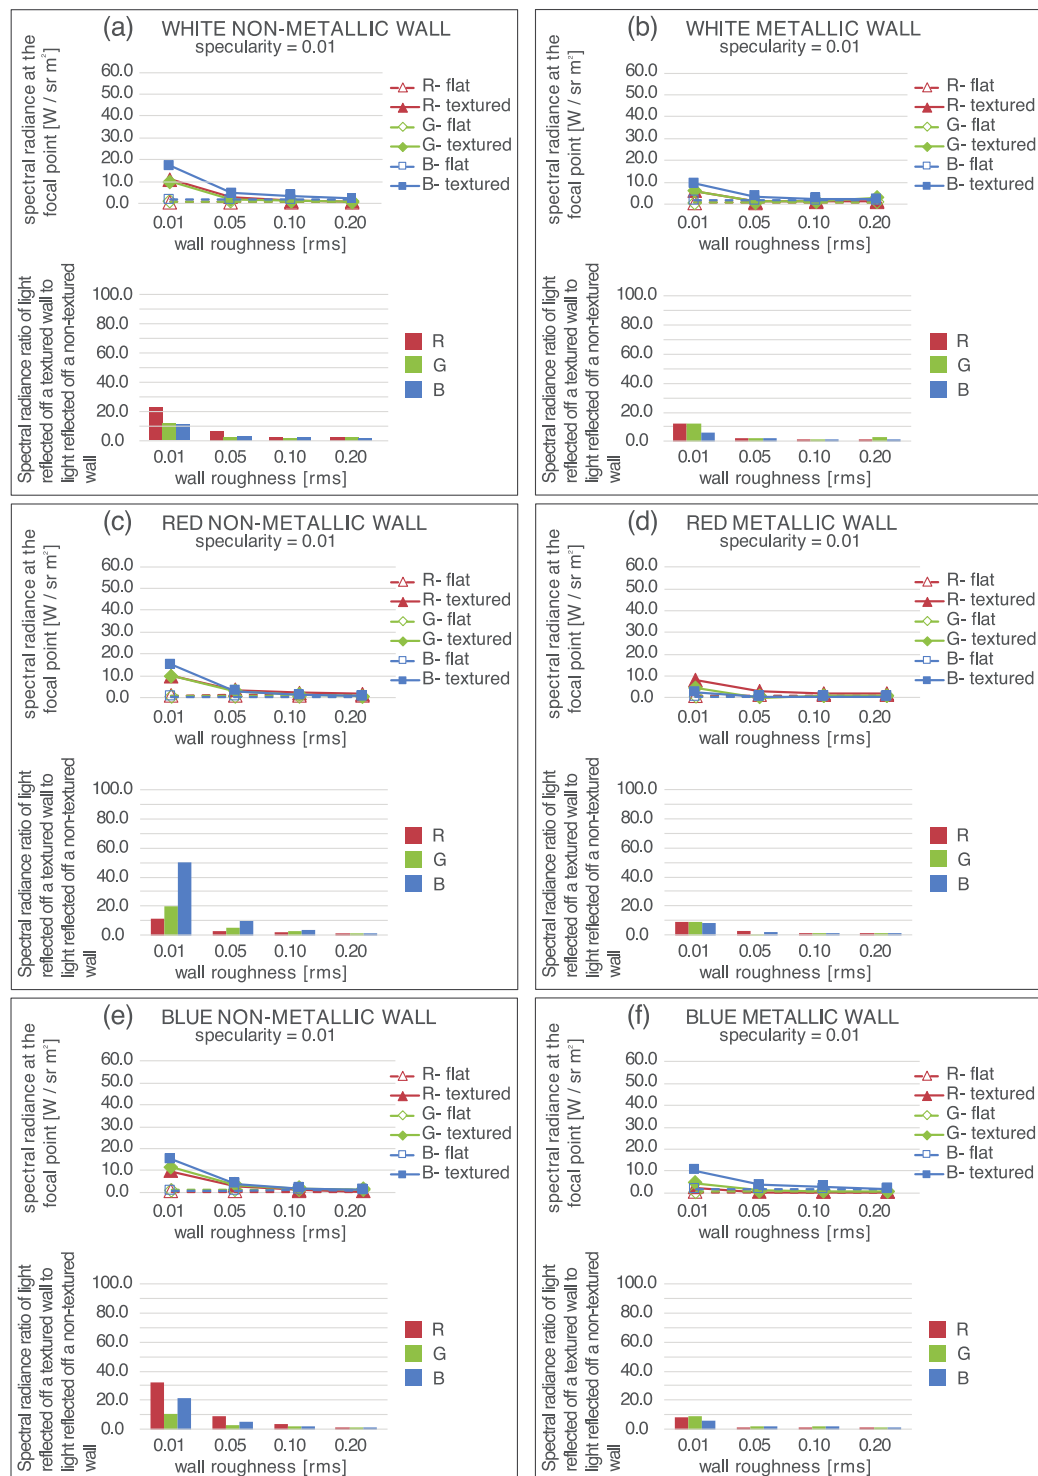 (a) WHITE NON-METALLIC WALL
specularity = 0.01
spectral radiance at the
focal point [W / sr m²]
60.0
50.0
40.0
30.0
20.0
10.0
0.0
0.01 0.05 0.10 0.20
wall roughness [rms]
R- flat
R- textured
G- flat
G- textured
B- flat
B- textured
Spectral radiance ratio of light
reflected off a textured wall to
light reflected off a non-textured
wall
100.0
80.0
60.0
40.0
20.0
0.0
0.01 0.05 0.10 0.20
wall roughness [rms]
R
G
B
(b) WHITE METALLIC WALL
specularity = 0.01
spectral radiance at the
focal point [W / sr m²]
60.0
50.0
40.0
30.0
20.0
10.0
0.0
0.01 0.05 0.10 0.20
wall roughness [rms]
R- flat
R- textured
G- flat
G- textured
B- flat
B- textured
Spectral radiance ratio of light
reflected off a textured wall to
light reflected off a non-textured
wall
100.0
80.0
60.0
40.0
20.0
0.0
0.01 0.05 0.10 0.20
wall roughness [rms]
R
G
B
(c) RED NON-METALLIC WALL
specularity = 0.01
spectral radiance at the
focal point [W / sr m²]
60.0
50.0
40.0
30.0
20.0
10.0
0.0
0.01 0.05 0.10 0.20
wall roughness [rms]
R- flat
R- textured
G- flat
G- textured
B- flat
B- textured
Spectral radiance ratio of light
reflected off a textured wall to
light reflected off a non-textured
wall
100.0
80.0
60.0
40.0
20.0
0.0
0.01 0.05 0.10 0.20
wall roughness [rms]
R
G
B
(d) RED METALLIC WALL
specularity = 0.01
spectral radiance at the
focal point [W / sr m²]
60.0
50.0
40.0
30.0
20.0
10.0
0.0
0.01 0.05 0.10 0.20
wall roughness [rms]
R- flat
R- textured
G- flat
G- textured
B- flat
B- textured
Spectral radiance ratio of light
reflected off a textured wall to
light reflected off a non-textured
wall
100.0
80.0
60.0
40.0
20.0
0.0
0.01 0.05 0.10 0.20
wall roughness [rms]
R
G
B
(e) BLUE NON-METALLIC WALL
specularity = 0.01
spectral radiance at the
focal point [W / sr m²]
60.0
50.0
40.0
30.0
20.0
10.0
0.0
0.01 0.05 0.10 0.20
wall roughness [rms]
R- flat
R- textured
G- flat
G- textured
B- flat
B- textured
Spectral radiance ratio of light
reflected off a textured wall to
light reflected off a non-textured
wall
100.0
80.0
60.0
40.0
20.0
0.0
0.01 0.05 0.10 0.20
wall roughness [rms]
R
G
B
(f) BLUE METALLIC WALL
specularity = 0.01
spectral radiance at the
focal point [W / sr m²]
60.0
50.0
40.0
30.0
20.0
10.0
0.0
0.01 0.05 0.10 0.20
wall roughness [rms]
R- flat
R- textured
G- flat
G- textured
B- flat
B- textured
Spectral radiance ratio of light
reflected off a textured wall to
light reflected off a non-textured
wall
100.0
80.0
60.0
40.0
20.0
0.0
0.01 0.05 0.10 0.20
wall roughness [rms]
R
G
B